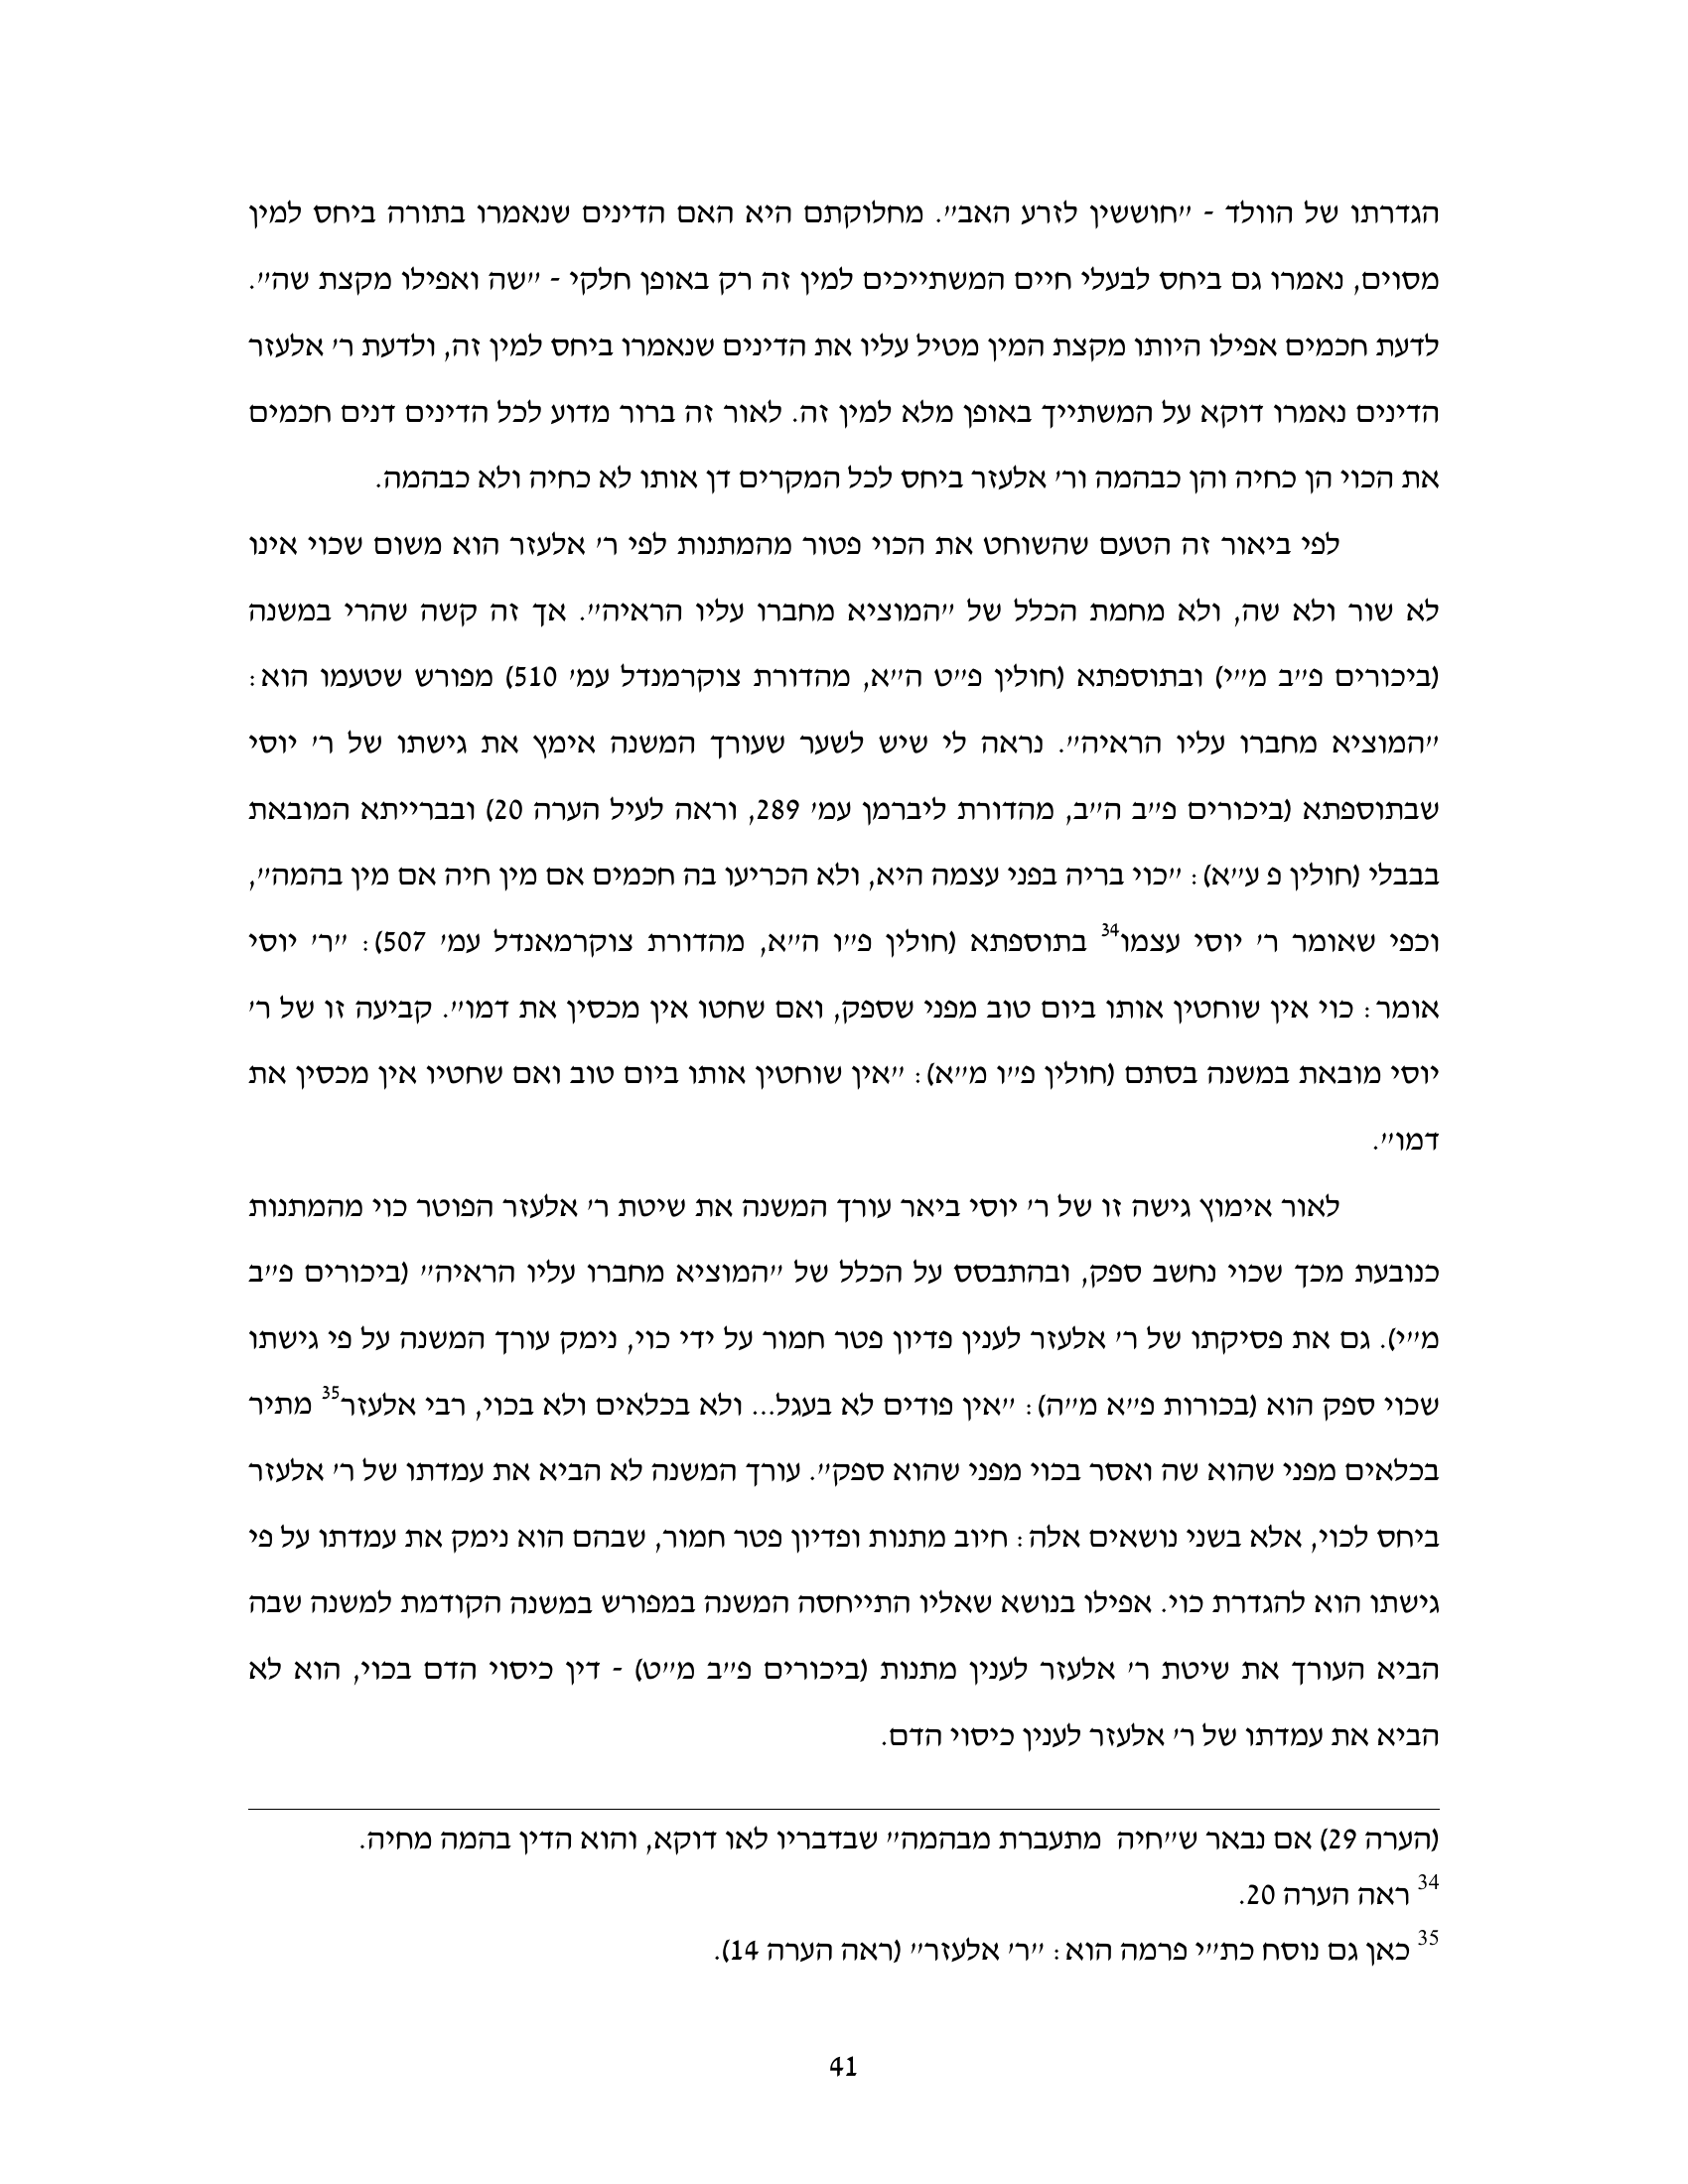 הגדרתו של הוולד - "חוששין לזרע האב". מחלוקתם היא האם הדינים שנאמרו בתורה ביחס למין
מסוים, נאמרו גם ביחס לבעלי חיים המשתייכים למין זה רק באופן חלקי - "שה ואפילו מקצת שה".
לדעת חכמים אפילו היותו מקצת המין מטיל עליו את הדינים שנאמרו ביחס למין זה, ולדעת ר' אלעזר
הדינים נאמרו דוקא על המשתייך באופן מלא למין זה. לאור זה ברור מדוע לכל הדינים דנים חכמים
את הכוי הן כחיה והן כבהמה ור' אלעזר ביחס לכל המקרים דן אותו לא כחיה ולא כבהמה.
לפי ביאור זה הטעם שהשוחט את הכוי פטור מהמתנות לפי ר' אלעזר הוא משום שכוי אינו
לא שור ולא שה, ולא מחמת הכלל של "המוציא מחברו עליו הראיה". אך זה קשה שהרי במשנה
(ביכורים פ"ב מ"י) ובתוספתא (חולין פ"ט ה"א, מהדורת צוקרמנדל עמ' 510) מפורש שטעמו הוא:
"המוציא מחברו עליו הראיה". נראה לי שיש לשער שעורך המשנה אימץ את גישתו של ר' יוסי
שבתוספתא (ביכורים פ"ב ה"ב, מהדורת ליברמן עמ' 289, וראה לעיל הערה 20) ובברייתא המובאת
בבבלי (חולין פ ע"א): "כוי בריה בפני עצמה היא, ולא הכריעו בה חכמים אם מין חיה אם מין בהמה",
וכפי שאומר ר' יוסי עצמו34 בתוספתא (חולין פ"ו ה"א, מהדורת צוקרמאנדל עמ' 507): "ר' יוסי
אומר: כוי אין שוחטין אותו ביום טוב מפני שספק, ואם שחטו אין מכסין את דמו". קביעה זו של ר'
יוסי מובאת במשנה בסתם (חולין פ"ו מ"א): "אין שוחטין אותו ביום טוב ואם שחטיו אין מכסין את
דמו".
לאור אימוץ גישה זו של ר' יוסי ביאר עורך המשנה את שיטת ר' אלעזר הפוטר כוי מהמתנות
כנובעת מכך שכוי נחשב ספק, ובהתבסס על הכלל של "המוציא מחברו עליו הראיה" (ביכורים פ"ב
מ"י). גם את פסיקתו של ר' אלעזר לענין פדיון פטר חמור על ידי כוי, נימק עורך המשנה על פי גישתו
שכוי ספק הוא (בכורות פ"א מ"ה): "אין פודים לא בעגל... ולא בכלאים ולא בכוי, רבי אלעזר35 מתיר
בכלאים מפני שהוא שה ואסר בכוי מפני שהוא ספק". עורך המשנה לא הביא את עמדתו של ר' אלעזר
ביחס לכוי, אלא בשני נושאים אלה: חיוב מתנות ופדיון פטר חמור, שבהם הוא נימק את עמדתו על פי
גישתו הוא להגדרת כוי. אפילו בנושא שאליו התייחסה המשנה במפורש במשנה הקודמת למשנה שבה
הביא העורך את שיטת ר' אלעזר לענין מתנות (ביכורים פ"ב מ"ט) - דין כיסוי הדם בכוי, הוא לא
הביא את עמדתו של ר' אלעזר לענין כיסוי הדם.
(הערה 29) אם נבאר ש"חיה מתעברת מבהמה" שבדבריו לאו דוקא, והוא הדין בהמה מחיה.
34 ראה הערה 20.
35 כאן גם נוסח כת"י פרמה הוא: "ר' אלעזר" (ראה הערה 14).
41